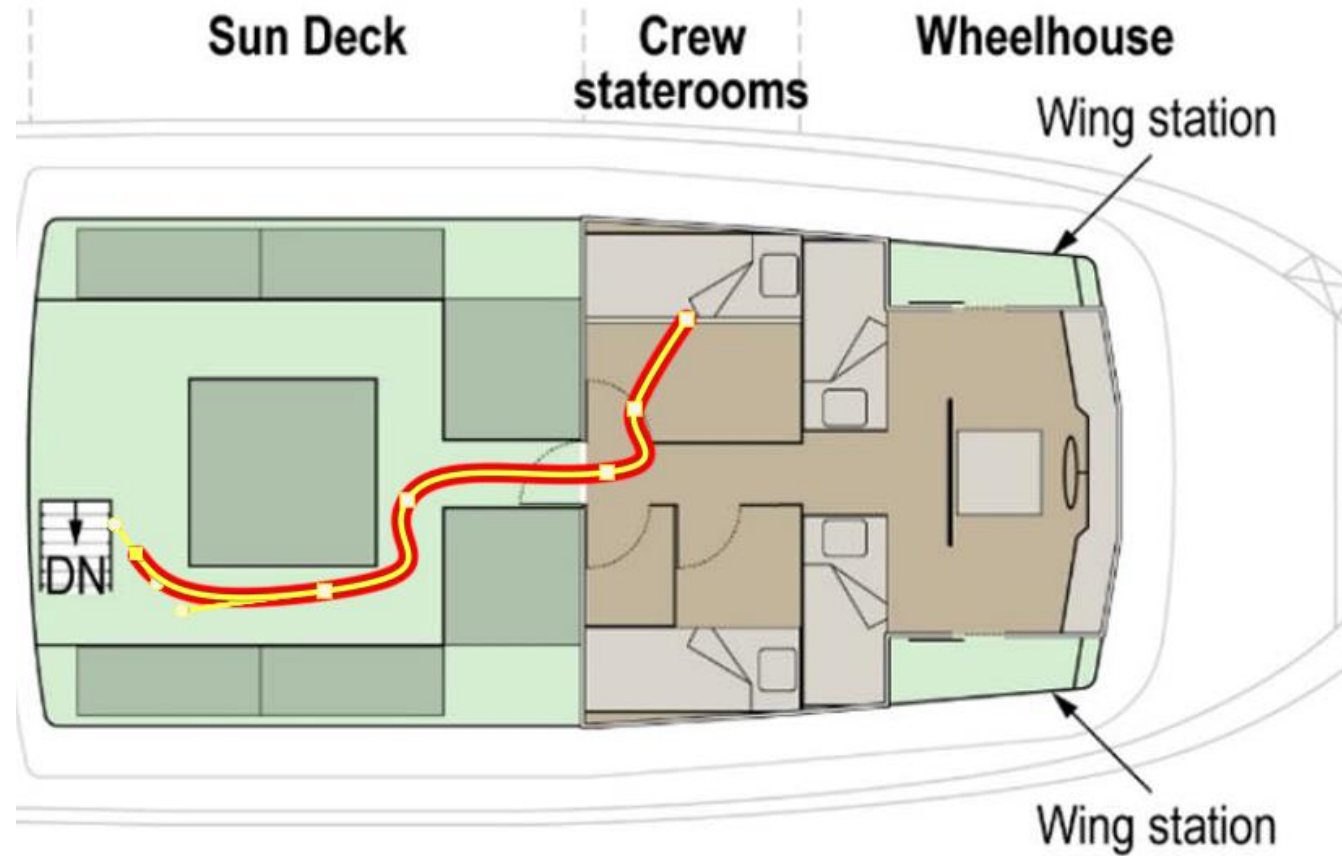 Sun Deck
Crew
staterooms
Wheelhouse
Wing station
DN
Wing station